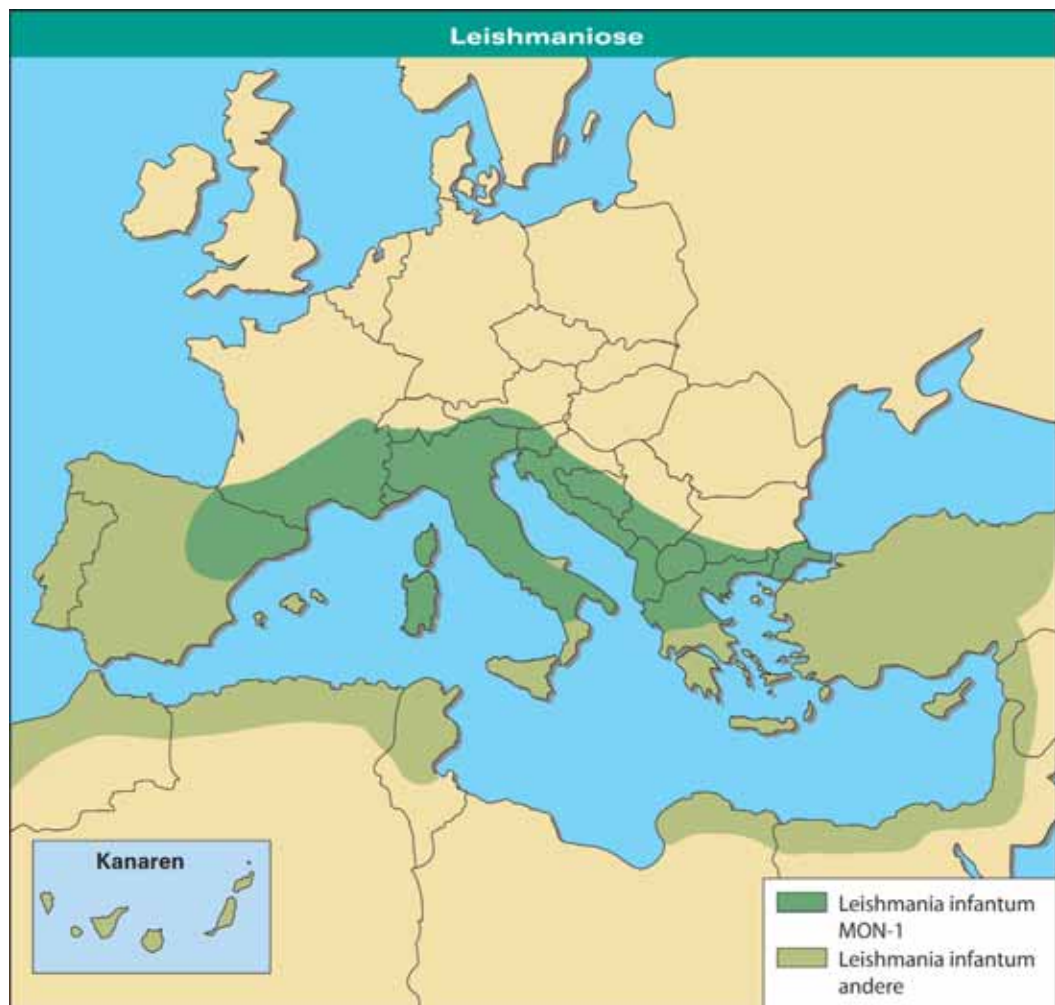 Leishmaniose
Kanaren
Leishmania infantum
MON-1
Leishmania infantum
andere